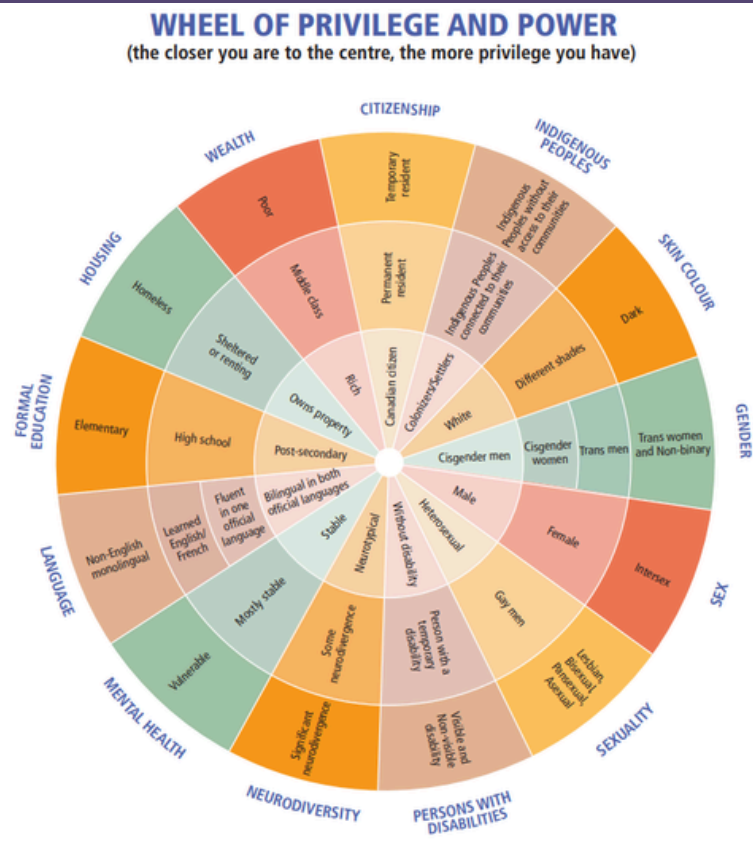 WHEEL OF PRIVILEGE AND POWER
(the closer you are to the centre, the more privilege you have)
CITIZENSHIP
Temporary
resident
Permanent
resident
Canadian citizen
INDIGENOUS
PEOPLES
Indigenous
Peoples without
access to their
communities
Indigenous Peoples
connected to their
communities
Colonizers/Settlers
SKIN COLOUR
Dark
Different shades
White
GENDER
Trans women
and Non-binary
Trans men
Cisgender
women
Cisgender men
SEX
Intersex
Female
Male
SEXUALITY
Lesbian,
Bisexual,
Pansexual,
Asexual
Gay men
Heterosexual
PERSONS WITH
DISABILITIES
Visible and
Non-visible
disability
Person with a
temporary
disability
Without disability
NEURODIVERSITY
Significant
neurodivergence
Some
neurodivergence
Neurotypical
MENTAL HEALTH
Vulnerable
Mostly stable
Stable
LANGUAGE
Non-English
monolingual
Learned
English/
French
Fluent
in one
official
language
Bilingual in both
official languages
FORMAL
EDUCATION
Elementary
High school
Post-secondary
HOUSING
Homeless
Sheltered
or renting
Owns property
WEALTH
Poor
Middle class
Rich